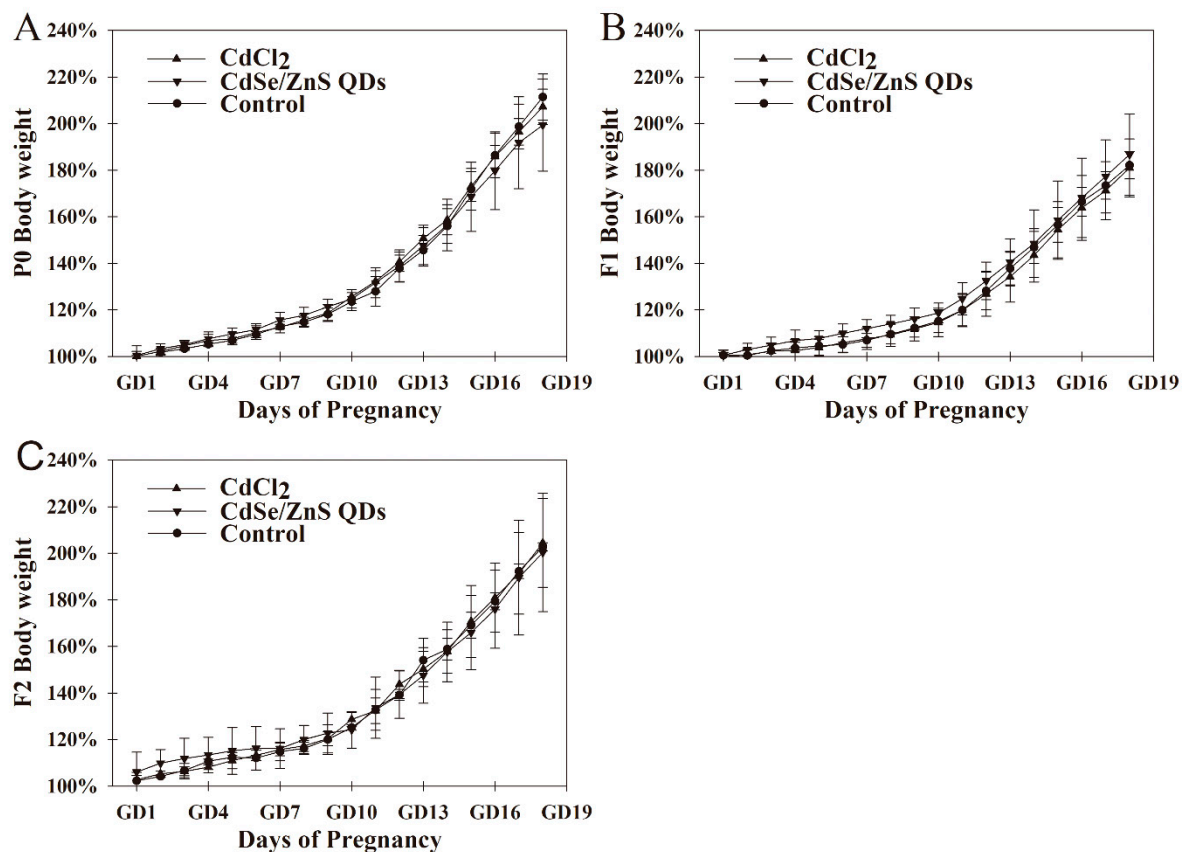 A
240%
220%
200%
180%
160%
140%
120%
100%
P0 Body weight
CdCl2
CdSe/ZnS QDs
Control
GD1 GD4 GD7 GD10 GD13 GD16 GD19
Days of Pregnancy
B
240%
220%
200%
180%
160%
140%
120%
100%
F1 Body weight
CdCl2
CdSe/ZnS QDs
Control
GD1 GD4 GD7 GD10 GD13 GD16 GD19
Days of Pregnancy
C
240%
220%
200%
180%
160%
140%
120%
100%
F2 Body weight
CdCl2
CdSe/ZnS QDs
Control
GD1 GD4 GD7 GD10 GD13 GD16 GD19
Days of Pregnancy